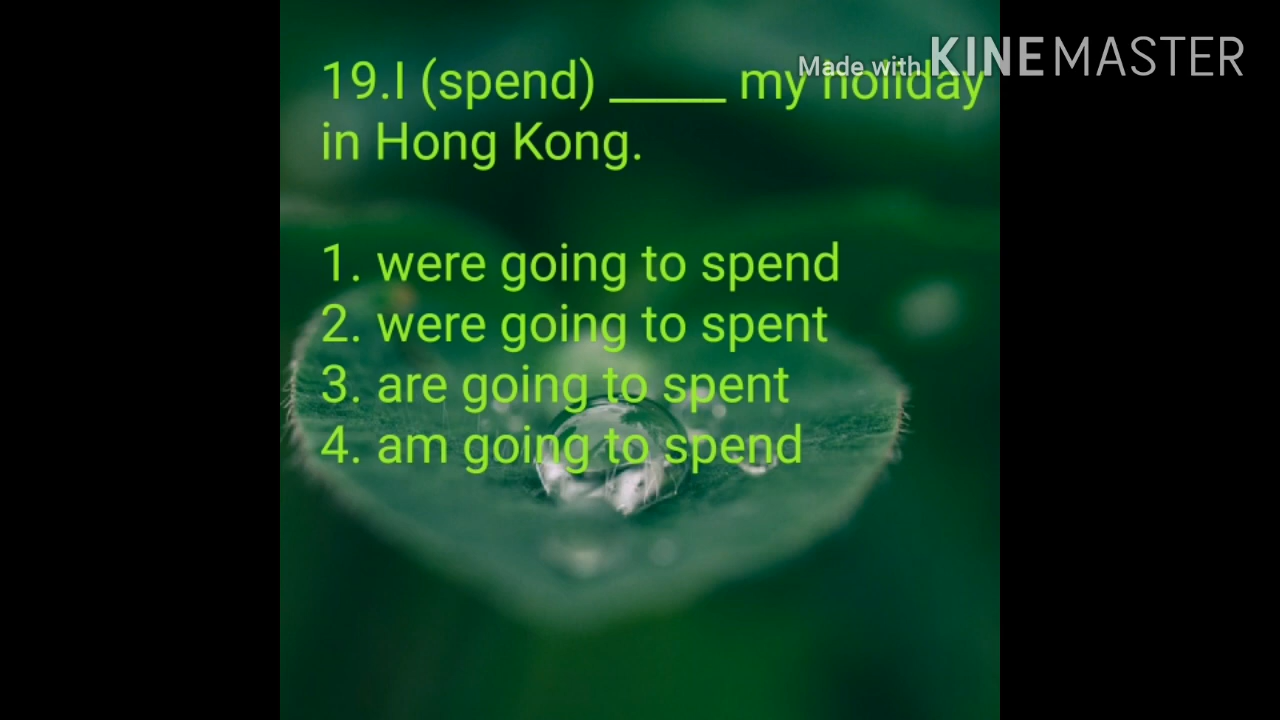 Made with KINEMASTER
19.I (spend) _____ my holiday
in Hong Kong.
1. were going to spend
2. were going to spent
3. are going to spent
4. am going to spend